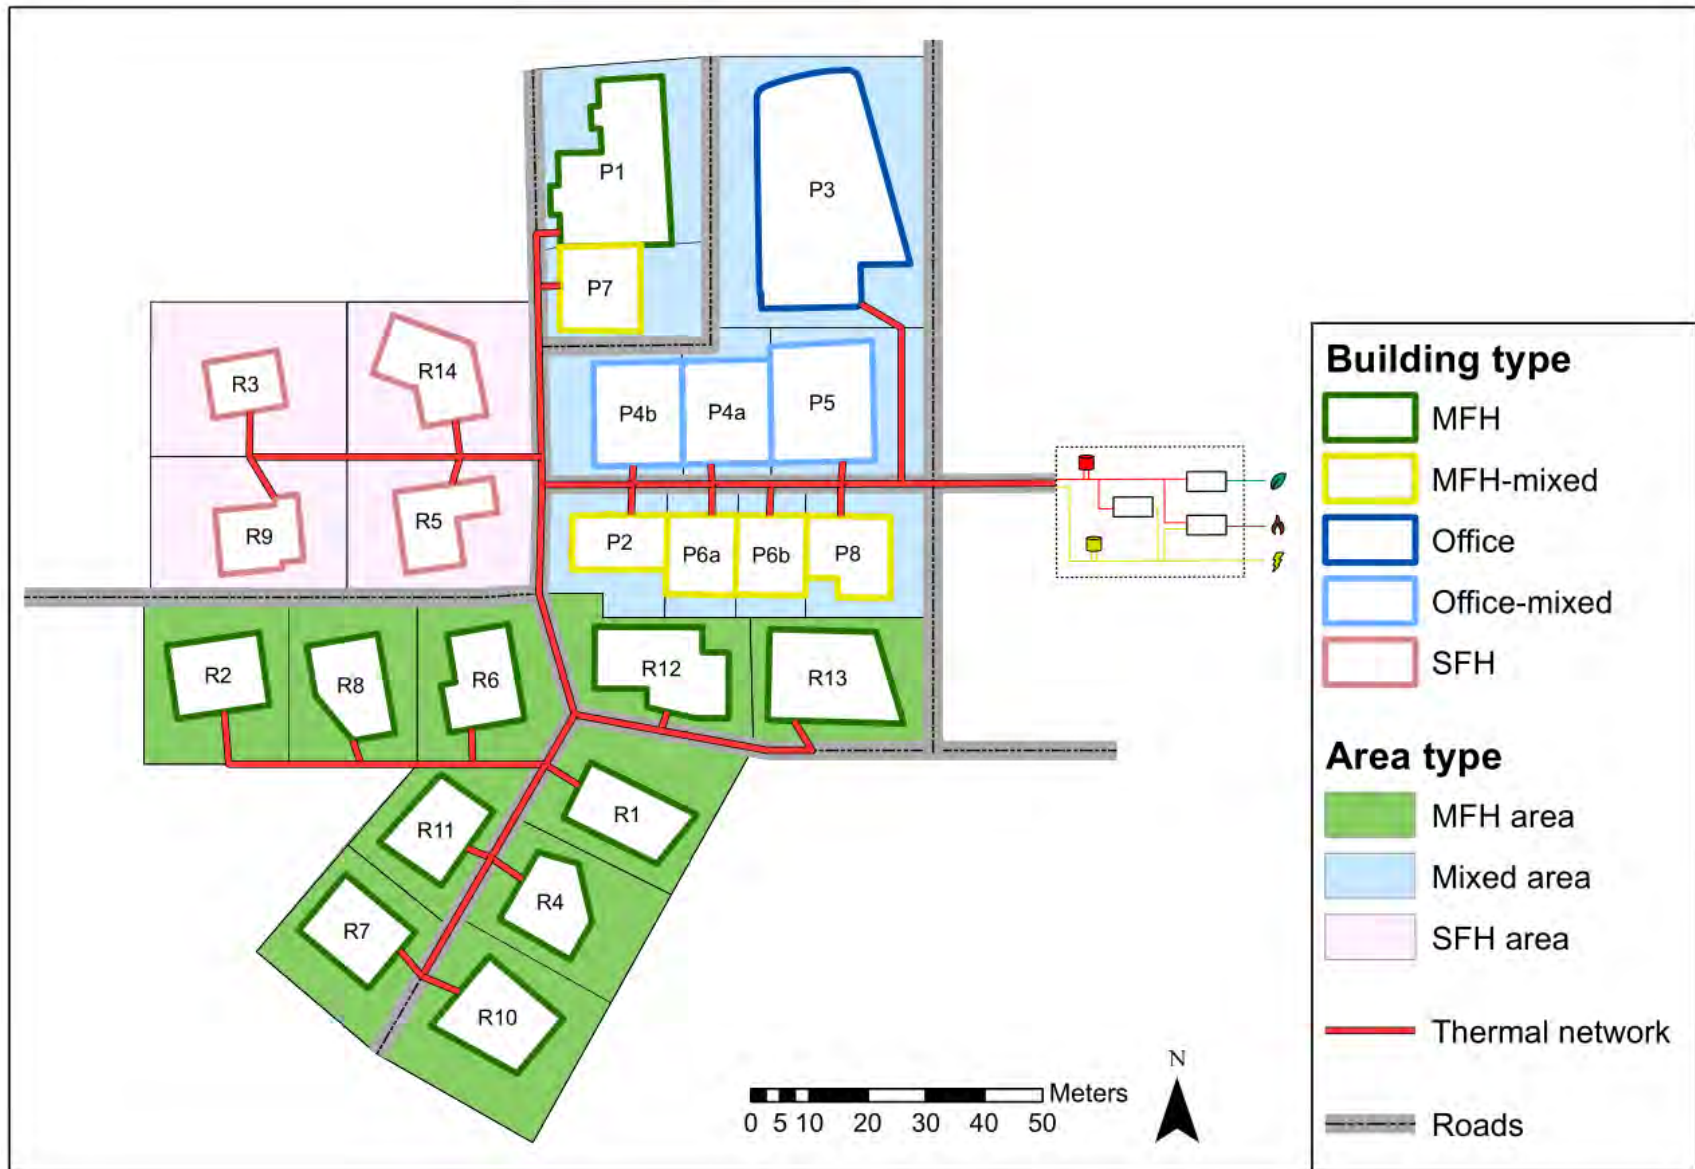 P1
P3
P7
R3
R14
P4b
P4a
P5
R9
R5
P2
P6a
P6b
P8
R2
R8
R6
R12
R13
R11
R1
R7
R4
R10
N
Meters
0 5 10 20 30 40 50
Building type
MFH
MFH-mixed
Office
Office-mixed
SFH
Area type
MFH area
Mixed area
SFH area
Thermal network
Roads